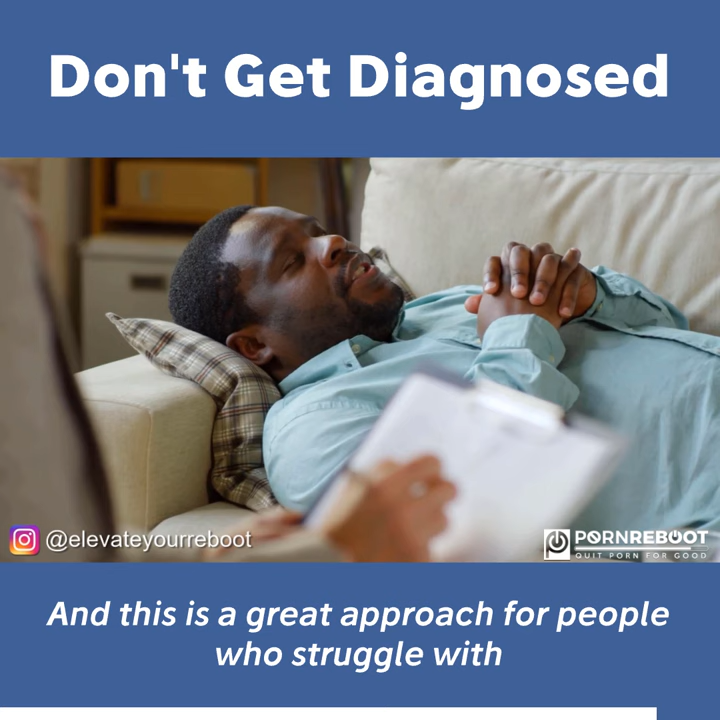 Don't Get Diagnosed
@elevateyourreboot
PORNREBOOT
QUIT PORN FOR GOOD
And this is a great approach for people
who struggle with